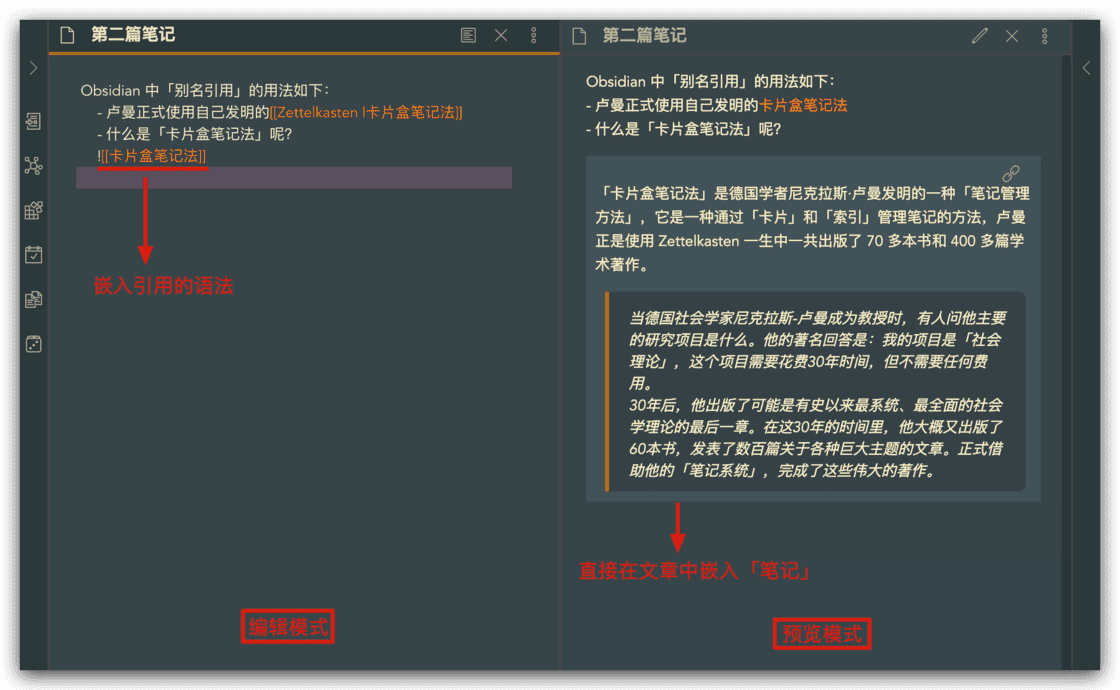 第二篇笔记
Obsidian 中「别名引用」的用法如下：
- 卢曼正式使用自己发明的[[Zettelkasten |卡片盒笔记法]]
- 什么是「卡片盒笔记法」呢？
![[卡片盒笔记法]]
嵌入引用的语法
编辑模式
第二篇笔记
Obsidian 中「别名引用」的用法如下：
- 卢曼正式使用自己发明的卡片盒笔记法
- 什么是「卡片盒笔记法」呢？
「卡片盒笔记法」是德国学者尼克拉斯·卢曼发明的一种「笔记管理
方法」，它是一种通过「卡片」和「索引」管理笔记的方法，卢曼
正是使用 Zettelkasten 一生中一共出版了 70 多本书和 400 多篇学
术著作。
当德国社会学家尼克拉斯-卢曼成为教授时，有人问他主要
的研究项目是什么。他的著名回答是：我的项目是「社会
理论」，这个项目需要花费30年时间，但不需要任何费
用。
30年后，他出版了可能是有史以来最系统、最全面的社会
学理论的最后一章。在这30年的时间里，他大概又出版了
60本书，发表了数百篇关于各种巨大主题的文章。正式借
助他的「笔记系统」，完成了这些伟大的著作。
直接在文章中嵌入「笔记」
预览模式